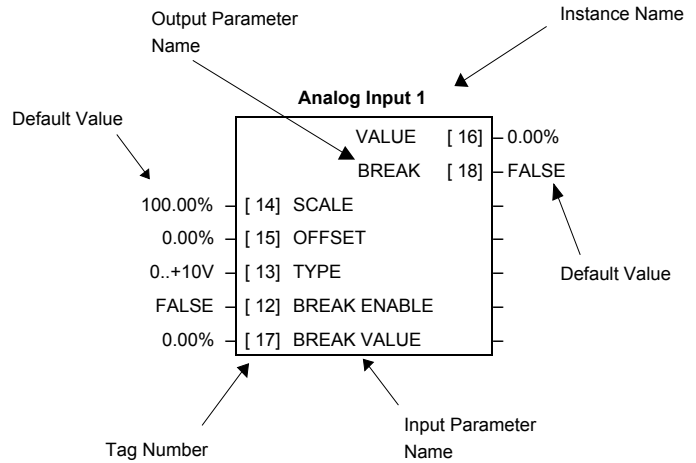 Output Parameter
Name
Instance Name
Analog Input 1
Default Value
VALUE [ 16] 0.00%
BREAK [ 18] FALSE
100.00% [ 14] SCALE
0.00% [ 15] OFFSET
0..+10V [ 13] TYPE
FALSE [ 12] BREAK ENABLE
0.00% [ 17] BREAK VALUE
Default Value
Tag Number
Input Parameter
Name